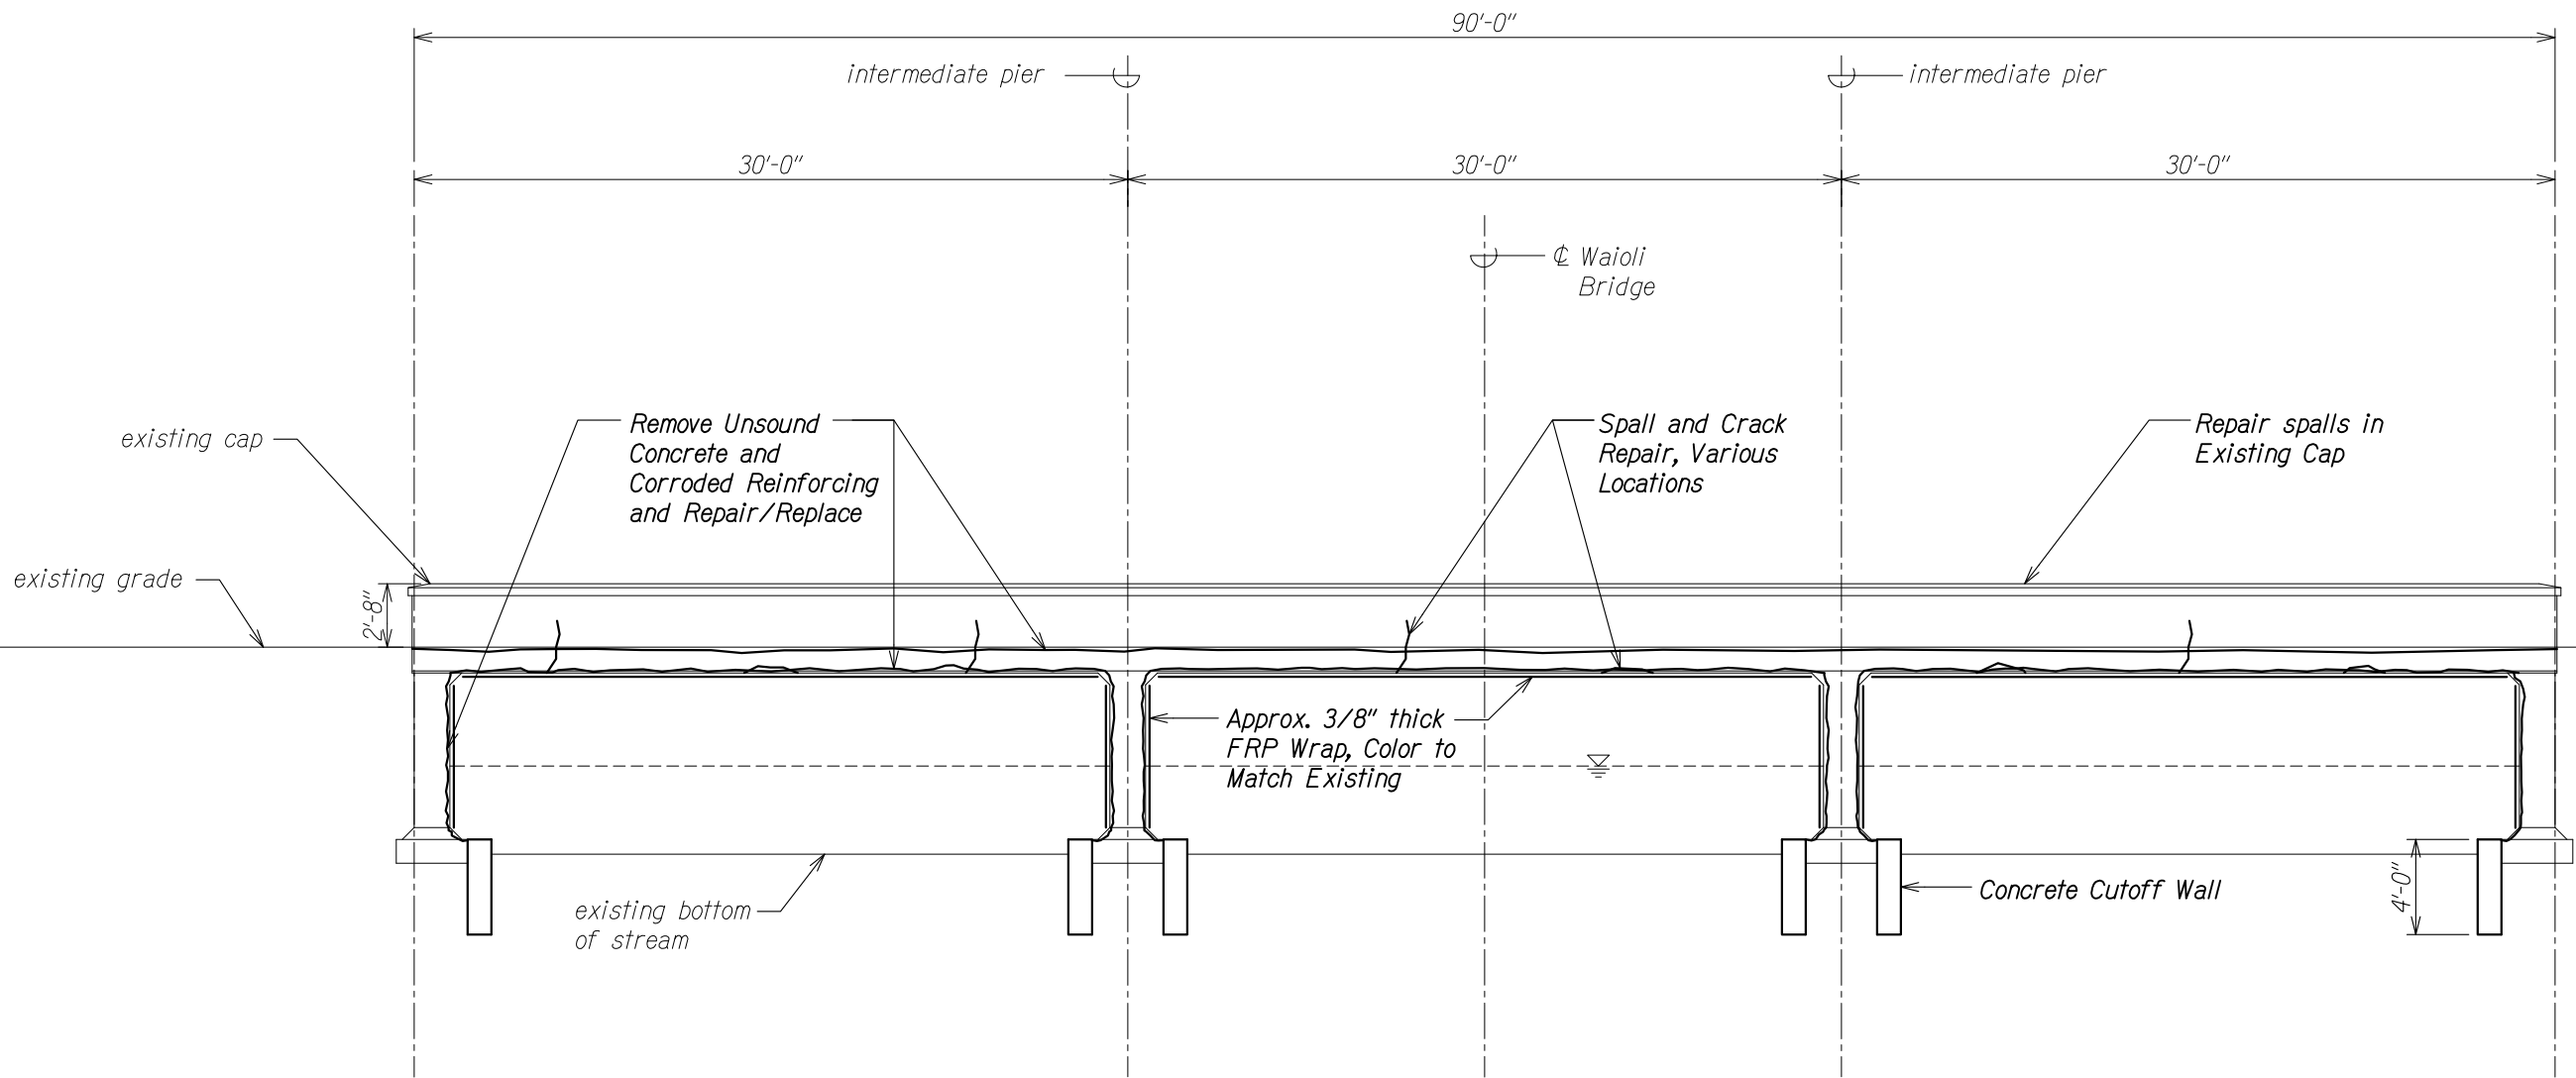 90'-0"
intermediate pier
intermediate pier
30'-0"
30'-0"
30'-0"
℄ Waioli
Bridge
existing cap
Remove Unsound
Concrete and
Corroded Reinforcing
and Repair/Replace
Spall and Crack
Repair, Various
Locations
Repair spalls in
Existing Cap
existing grade
2'-8"
Approx. 3/8" thick
FRP Wrap, Color to
Match Existing
existing bottom
of stream
Concrete Cutoff Wall
4'-0"